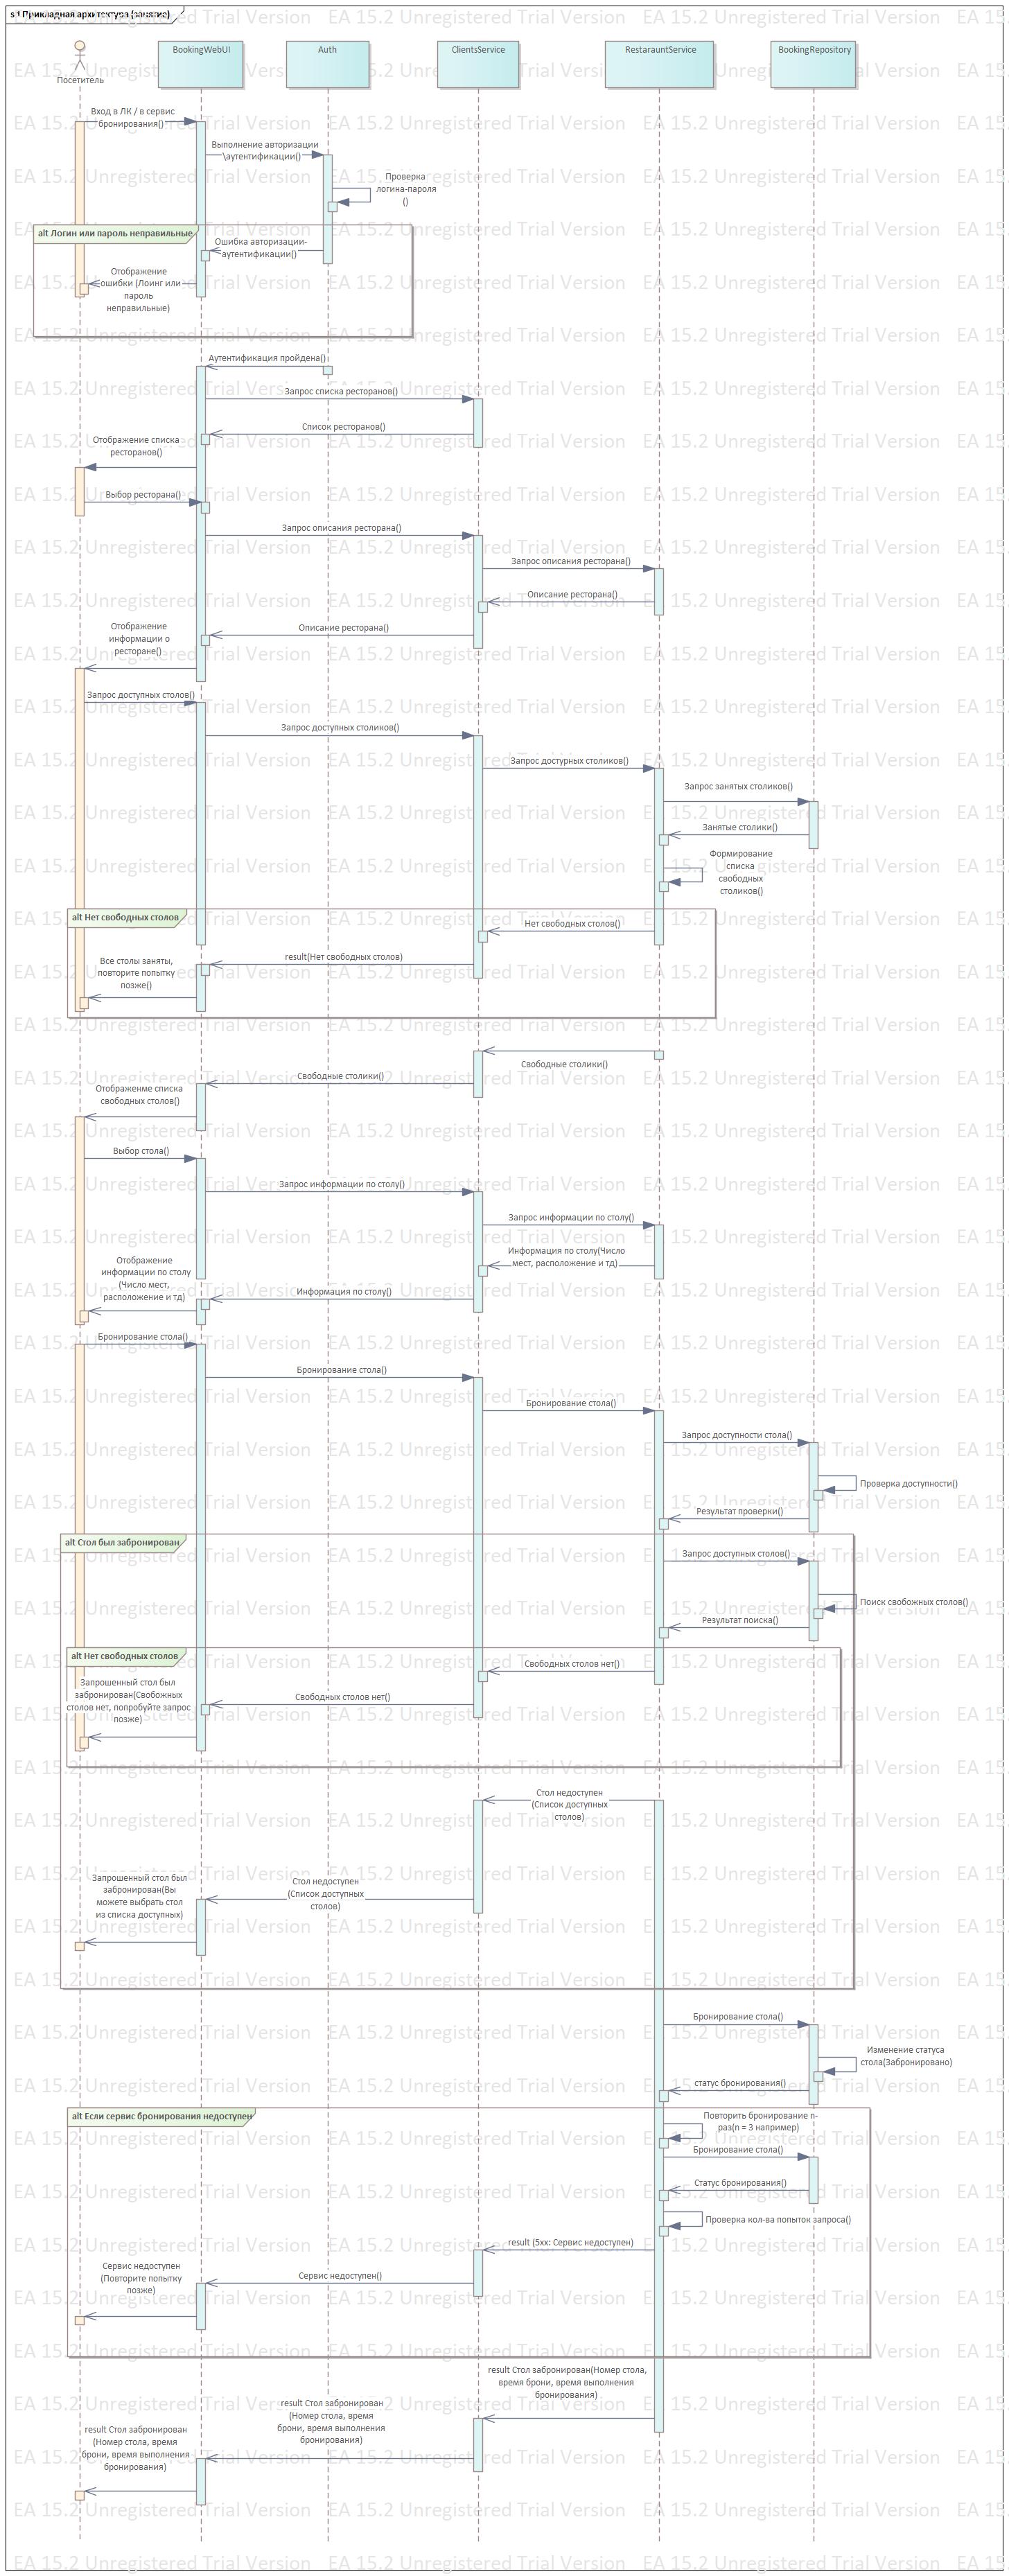 sd Прикладная архитектура (занятие)
Посетитель
BookingWebUI
Auth
ClientsService
RestarauntService
BookingRepository
Вход в ЛК / в сервис
бронирования()
Выполнение авторизации
\аутентификации()
Проверка
логина-пароля
()
alt Логин или пароль неправильные
Ошибка авторизации-
аутентификации()
Отображение
ошибки (Лоинг или
пароль
неправильные)
Аутентификация пройдена()
Запрос списка ресторанов()
Список ресторанов()
Отображение списка
ресторанов()
Выбор ресторана()
Запрос описания ресторана()
Запрос описания ресторана()
Описание ресторана()
Описание ресторана()
Отображение
информации о
ресторане()
Запрос доступных столов()
Запрос доступных столиков()
Запрос достурных столиков()
Запрос занятых столиков()
Занятые столики()
Формирование
списка
свободных
столиков()
alt Нет свободных столов
Нет свободных столов()
result(Нет свободных столов)
Все столы заняты,
повторите попытку
позже()
Свободные столики()
Свободные столики()
Отображенме списка
свободных столов()
Выбор стола()
Запрос информации по столу()
Запрос информации по столу()
Информация по столу(Число
мест, расположение и тд)
Информация по столу()
Отображение
информации по столу
(Число мест,
расположение и тд)
Бронирование стола()
Бронирование стола()
Бронирование стола()
Запрос доступности стола()
Проверка доступности()
Результат проверки()
alt Стол был забронирован
Запрос доступных столов()
Поиск свобожных столов()
Результат поиска()
alt Нет свободных столов
Свободных столов нет()
Свободных столов нет()
Запрошенный стол был
забронирован(Свобожных
столов нет, попробуйте запрос
позже)
Стол недоступен
(Список доступных
столов)
Стол недоступен
(Список доступных
столов)
Запрошенный стол был
забронирован(Вы
можете выбрать стол
из списка доступных)
Бронирование стола()
Изменение статуса
стола(Забронировано)
статус бронирования()
alt Если сервис бронирования недоступен
Повторить бронирование n-
раз(n = 3 например)
Бронирование стола()
Статус бронирования()
Проверка кол-ва попыток запроса()
result (5xx: Сервис недоступен)
Сервис недоступен()
Сервис недоступен
(Повторите попытку
позже)
result Стол забронирован(Номер стола,
время брони, время выполнения
бронирования)
result Стол забронирован
(Номер стола, время
брони, время выполнения
бронирования)
result Стол забронирован
(Номер стола, время
брони, время выполнения
бронирования)
EA 15.2 Unregistered Trial Version